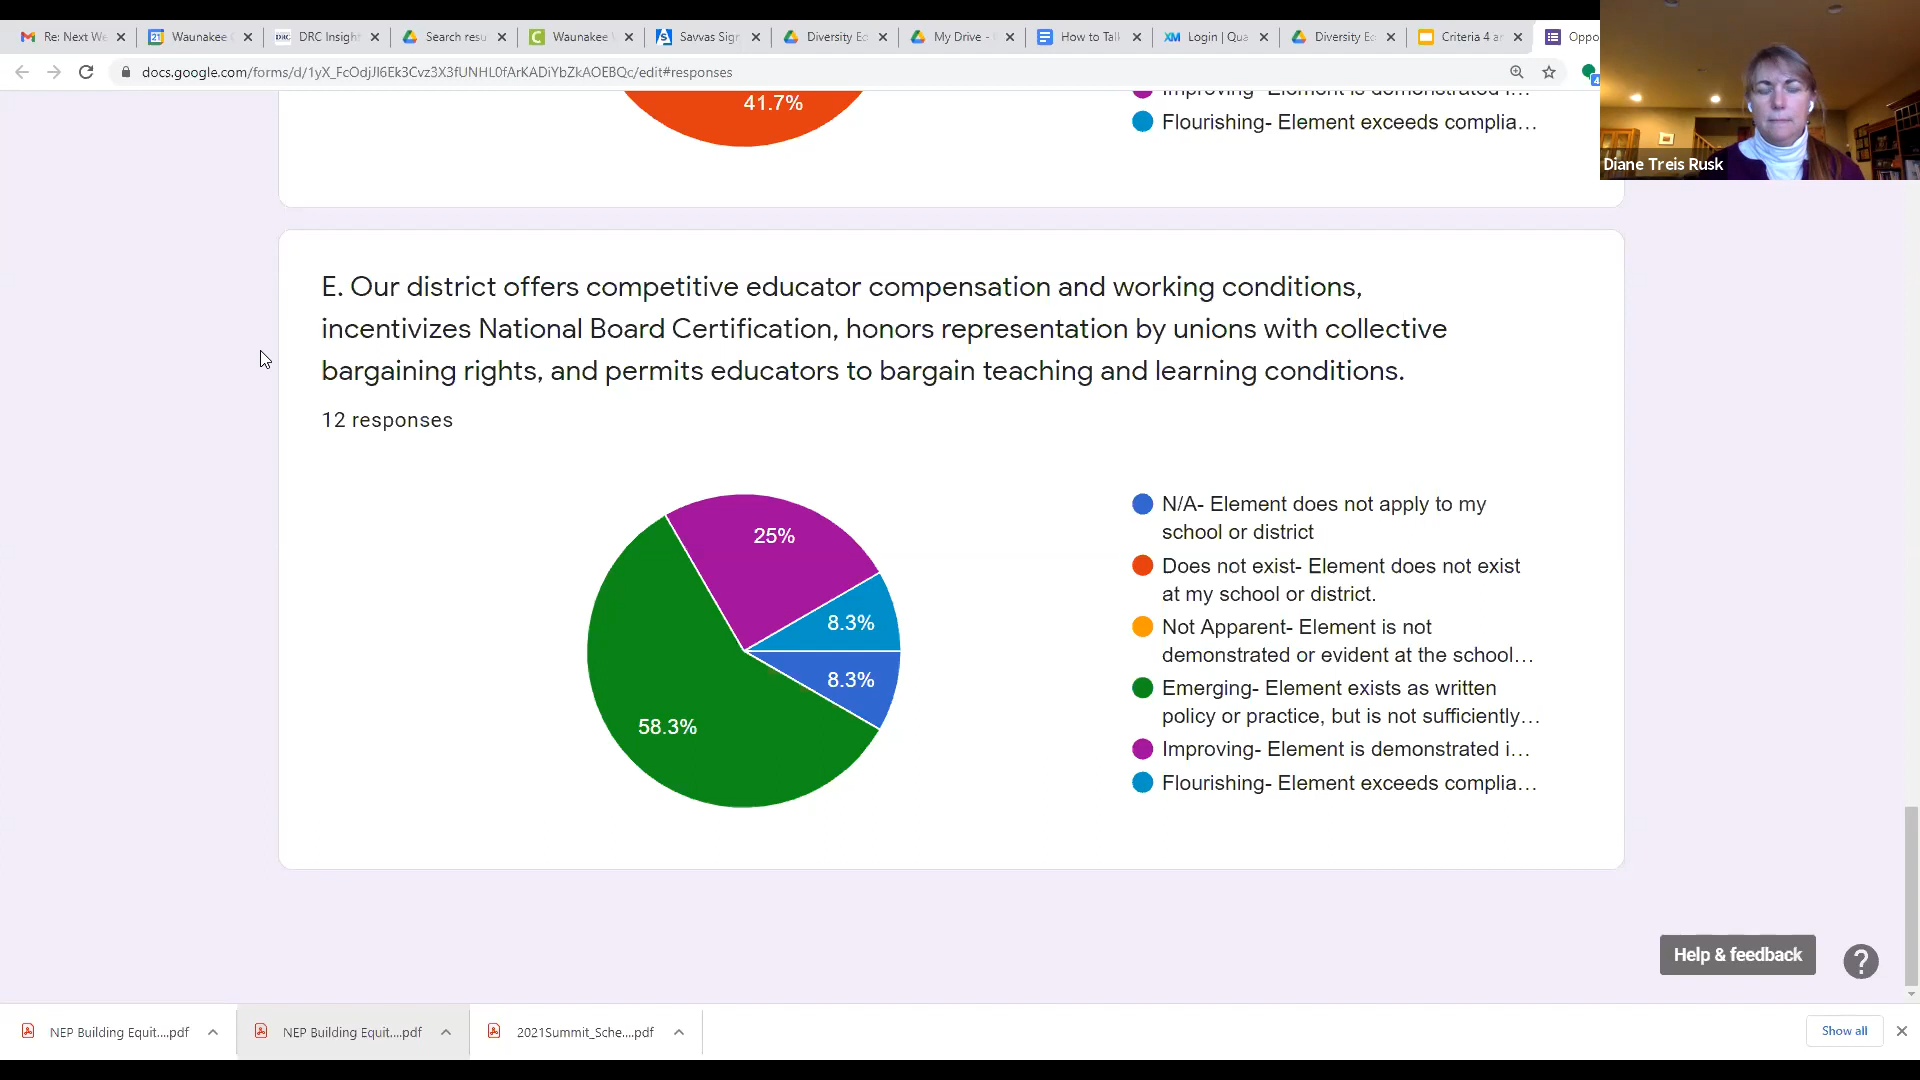 Re: Next We
Waunakee
DRC Insight
Search resu
Waunakee
Savvas Sign
Diversity Ec
My Drive -
How to Talk
XM Login | Qua
Diversity Ec
Criteria 4 ar
Oppo
docs.google.com/forms/d/1yX_FcOdjJI6Ek3Cvz3X3fUNHL0fArKADiYbZkAOEBQc/edit#responses
Diane Treis Rusk
41.7%
Improving- Element is demonstrated i...
Flourishing- Element exceeds complia...
E. Our district offers competitive educator compensation and working conditions,
incentivizes National Board Certification, honors representation by unions with collective
bargaining rights, and permits educators to bargain teaching and learning conditions.
12 responses
25%
8.3%
8.3%
58.3%
N/A- Element does not apply to my
school or district
Does not exist- Element does not exist
at my school or district.
Not Apparent- Element is not
demonstrated or evident at the school...
Emerging- Element exists as written
policy or practice, but is not sufficiently...
Improving- Element is demonstrated i...
Flourishing- Element exceeds complia...
Help & feedback
NEP Building Equit....pdf
NEP Building Equit....pdf
2021Summit_Sche....pdf
Show all